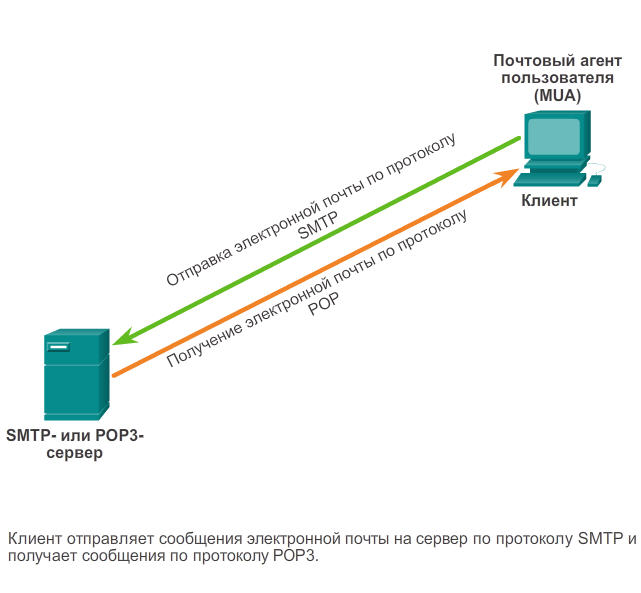 Почтовый агент
пользователя
(MUA)
Клиент
Отправка электронной почты по протоколу
SMTP
Получение электронной почты по протоколу
POP
SMTP- или POP3-
сервер
Клиент отправляет сообщения электронной почты на сервер по протоколу SMTP и
получает сообщения по протоколу POP3.